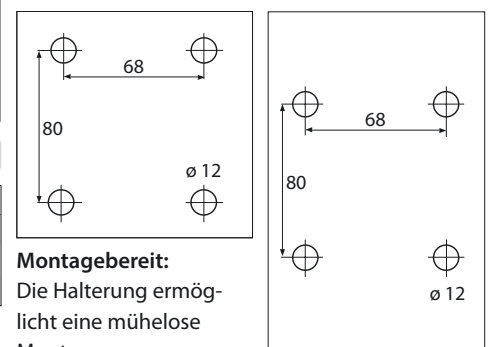 68
80
ø 12
Montagebereit:
Die Halterung ermög-
licht eine mühelose
68
80
ø 12